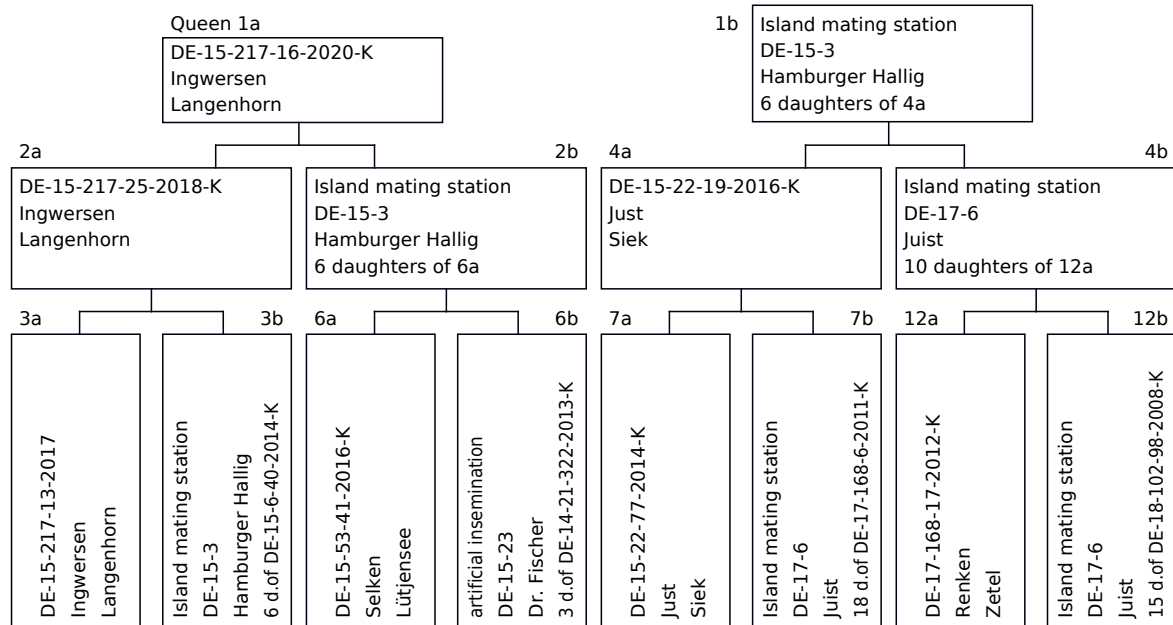 Queen 1a
DE-15-217-16-2020-K
Ingwersen
Langenhorn
1b
Island mating station
DE-15-3
Hamburger Hallig
6 daughters of 4a
2a
DE-15-217-25-2018-K
Ingwersen
Langenhorn
2b
Island mating station
DE-15-3
Hamburger Hallig
6 daughters of 6a
4a
DE-15-22-19-2016-K
Just
Siek
4b
Island mating station
DE-17-6
Juist
10 daughters of 12a
3a
DE-15-217-13-2017
Ingwersen
Langenhorn
3b
Island mating station
DE-15-3
Hamburger Hallig
6 d.of DE-15-6-40-2014-K
6a
DE-15-53-41-2016-K
Selken
Lütjensee
6b
artificial insemination
DE-15-23
Dr. Fischer
3 d.of DE-14-21-322-2013-K
7a
DE-15-22-77-2014-K
Just
Siek
7b
Island mating station
DE-17-6
Juist
18 d.of DE-17-168-6-2011-K
12a
DE-17-168-17-2012-K
Renken
Zetel
12b
Island mating station
DE-17-6
Juist
15 d.of DE-18-102-98-2008-K